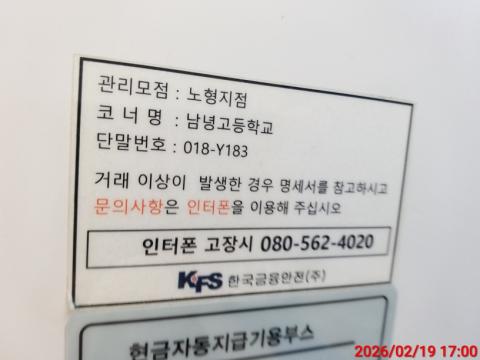 관리모점 : 노형지점
코 너 명 : 남녕고등학교
단말번호 : 018-Y183
거래 이상이 발생한 경우 명세서를 참고하시고
문의사항은 인터폰을 이용해 주십시오
인터폰 고장시 080-562-4020
KFS 한국금융안전(주)
현금자동지급기용부스
2026/02/19 17:00